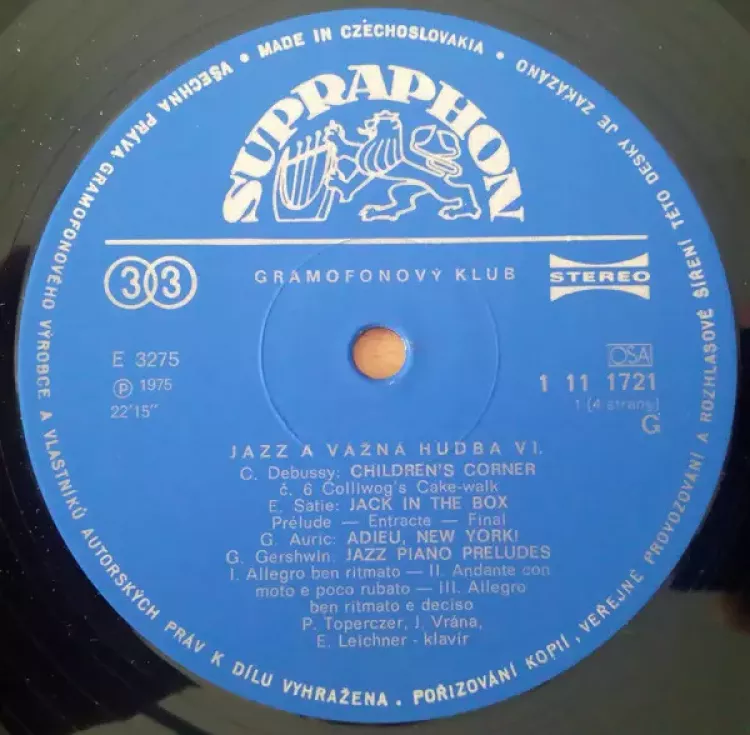 VŠECHNA PRÁVA GRAMOFONOVÉHO VÝROBCE A VLASTNÍKŮ AUTORSKÝCH PRÁV K DÍLU VYHRAŽENA. POŘIZOVÁNÍ KOPIÍ, VEŘEJNÉ PROVOZOVÁNÍ A ROZHLASOVÉ ŠÍŘENÍ TÉTO DESKY JE ZAKÁZÁNO • MADE IN CZECHOSLOVAKIA •
SUPRAPHON
33
GRAMOFONOVÝ KLUB
STEREO
E 3275
OSA
Ⓟ 1975
1 11 1721
22'15"
1 (4 strany)
G
JAZZ A VÁŽNÁ HUDBA VI.
C. Debussy: CHILDREN'S CORNER
č. 6 Colliwog's Cake-walk
E. Satie: JACK IN THE BOX
Prélude — Entracte — Final
G. Auric: ADIEU, NEW YORK!
G. Gershwin: JAZZ PIANO PRELUDES
I. Allegro ben ritmato — II. Andante con
moto e poco rubato — III. Allegro
ben ritmato e deciso
P. Toperczer, J. Vrána,
E. Leichner - klavír